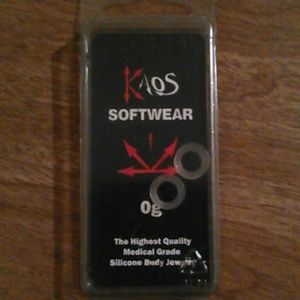 KAOS
SOFTWEAR
0g
The Highest Quality
Medical Grade
Silicone Body Jewelry